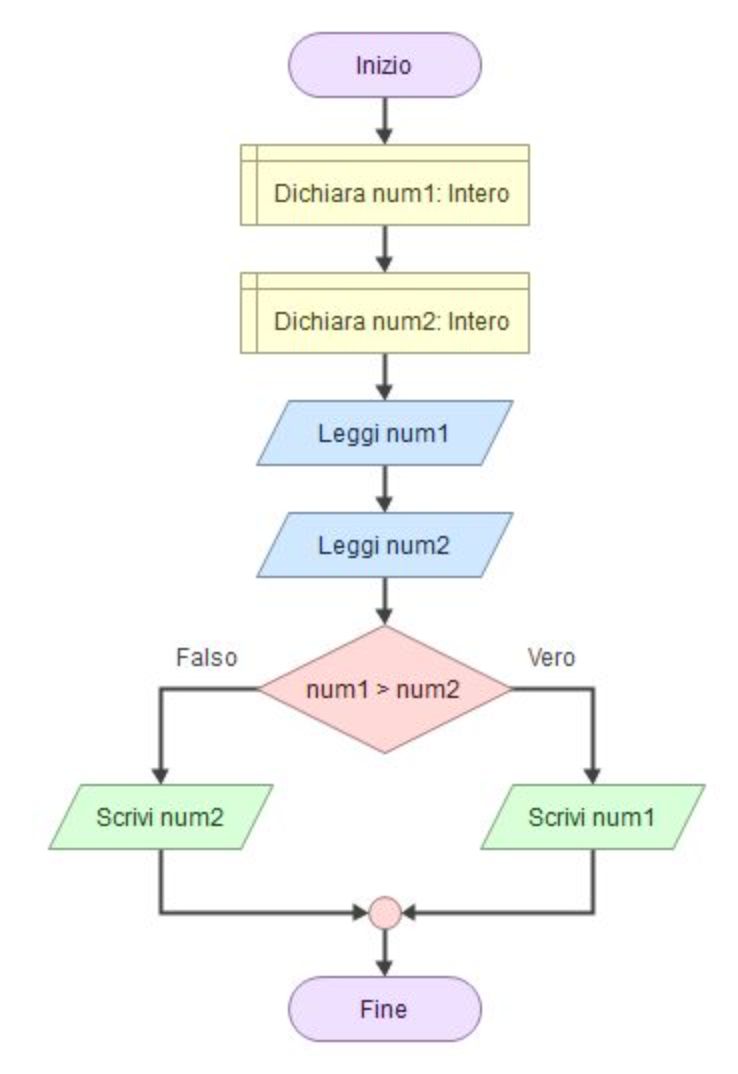 Inizio
Dichiara num1: Intero
Dichiara num2: Intero
Leggi num1
Leggi num2
Falso
Vero
num1 > num2
Scrivi num2
Scrivi num1
Fine